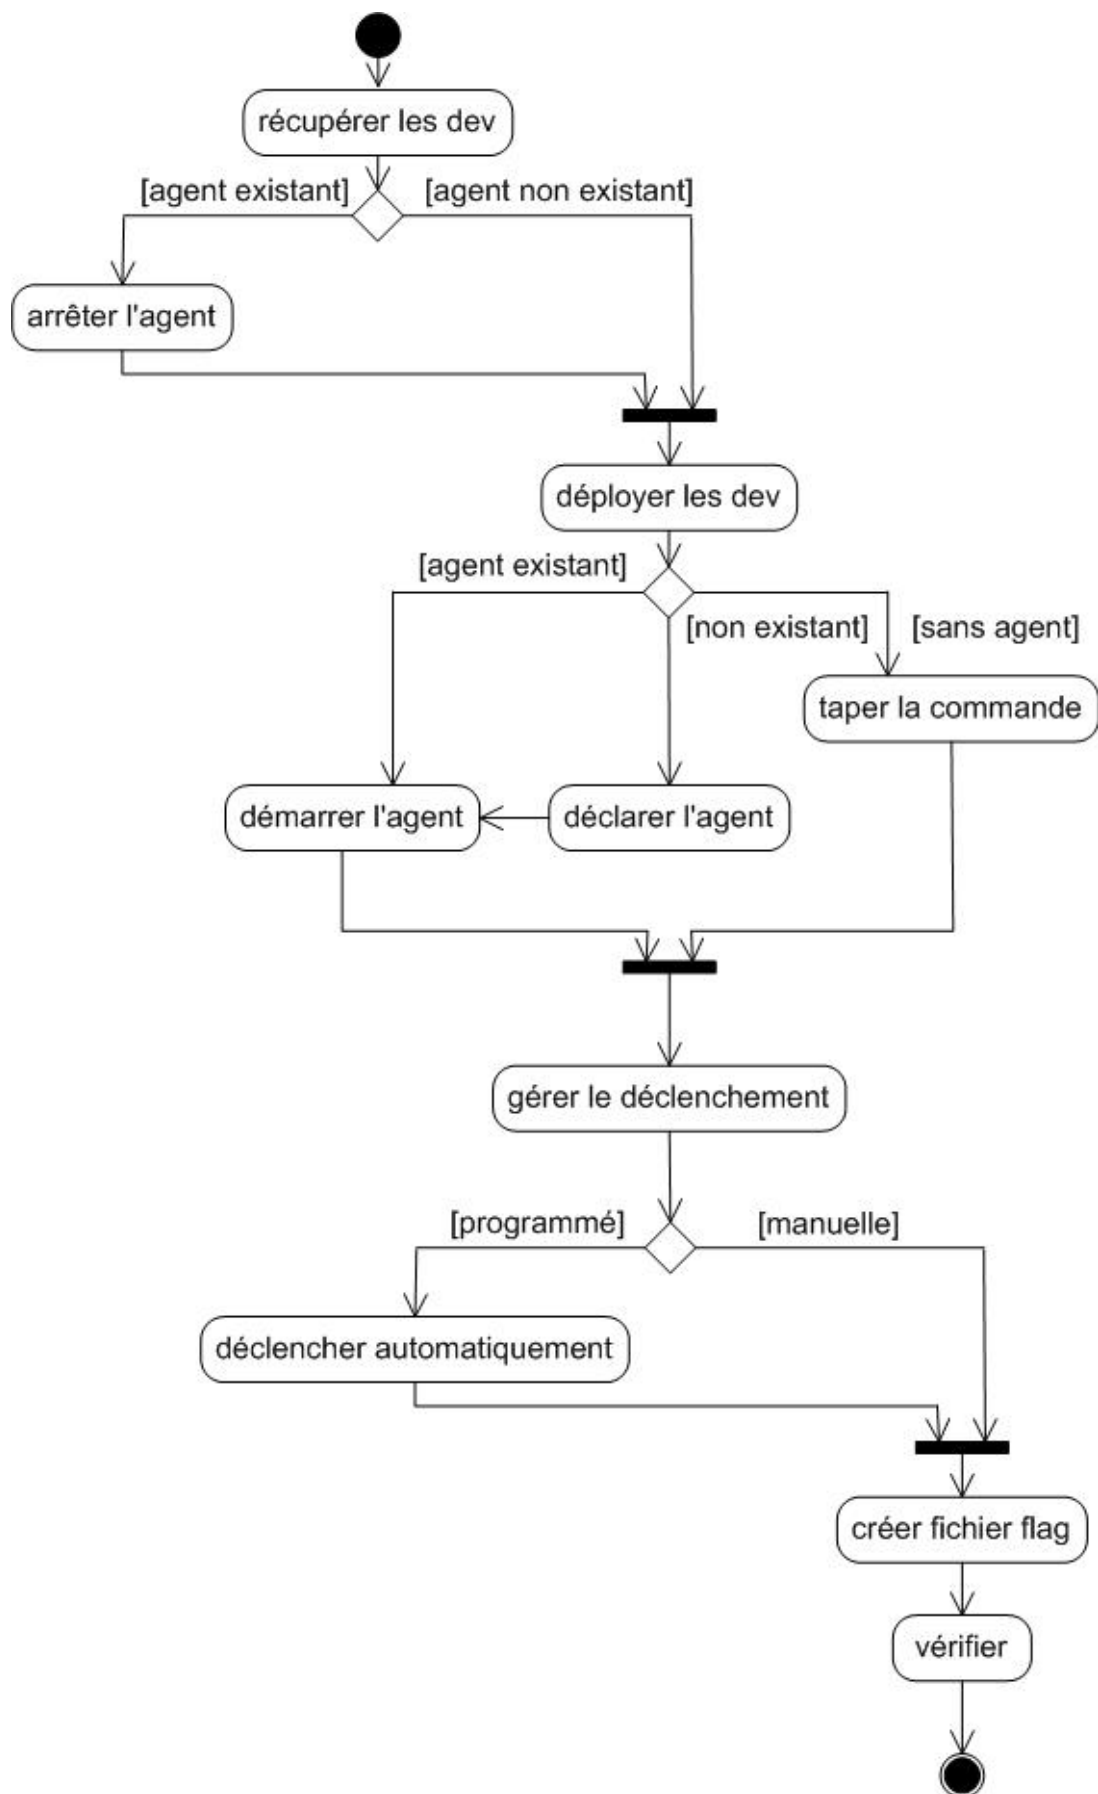 récupérer les dev
[agent existant]
[agent non existant]
arrêter l'agent
déployer les dev
[agent existant]
[non existant]
[sans agent]
taper la commande
démarrer l'agent
déclarer l'agent
gérer le déclenchement
[programmé]
[manuelle]
déclencher automatiquement
créer fichier flag
vérifier